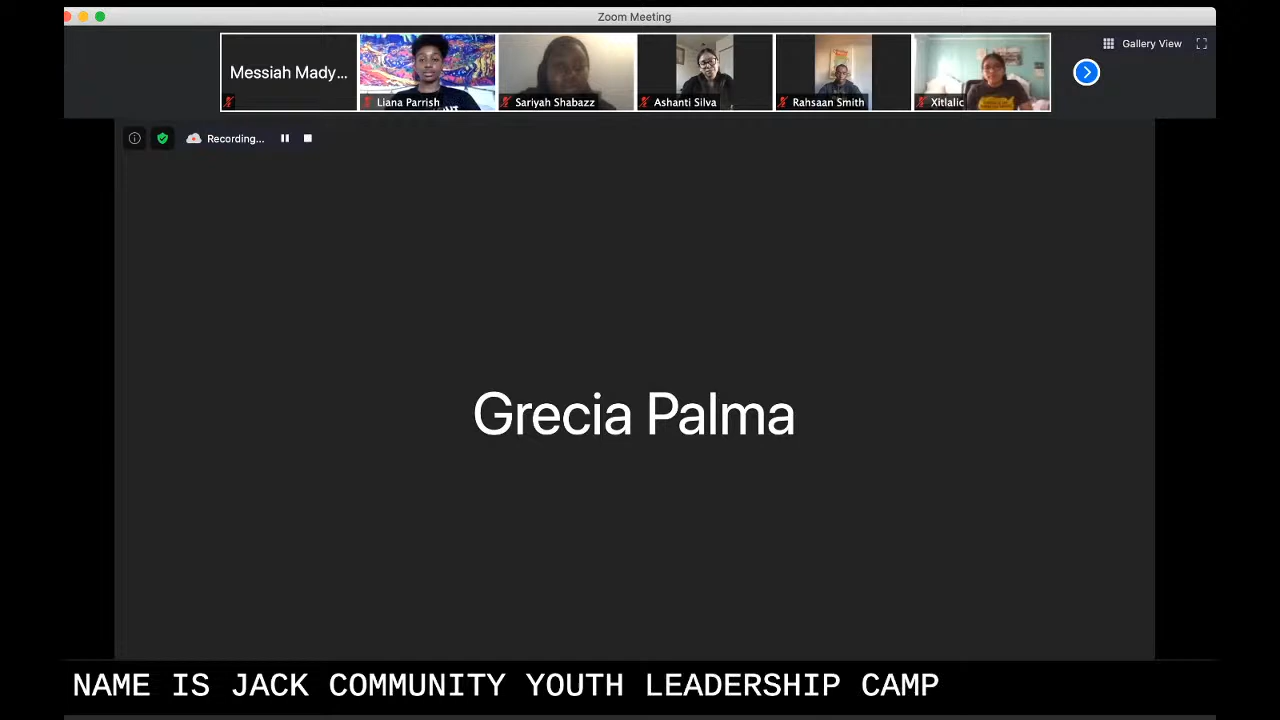 Zoom Meeting
Messiah Mady...
Liana Parrish
Sariyah Shabazz
Ashanti Silva
Rahsaan Smith
Xitlalic
Gallery View
Recording...
Grecia Palma
NAME IS JACK COMMUNITY YOUTH LEADERSHIP CAMP